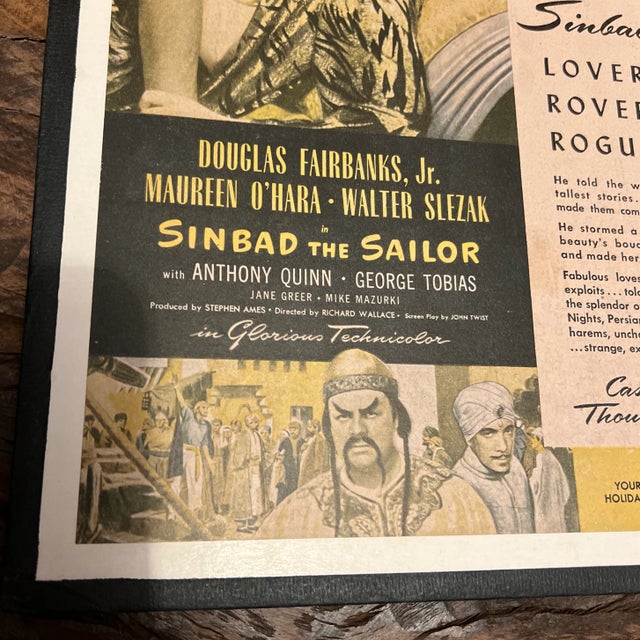 DOUGLAS FAIRBANKS, Jr.
MAUREEN O'HARA • WALTER SLEZAK
in
SINBAD THE SAILOR
with ANTHONY QUINN • GEORGE TOBIAS
JANE GREER • MIKE MAZURKI
Produced by STEPHEN AMES • Directed by RICHARD WALLACE • Screen Play by JOHN TWIST
in Glorious Technicolor
Sinba
LOVER
ROVE
ROGU
He told the w
tallest stories.
made them com
He stormed a
beauty's bou
and made her
Fabulous loves
exploits...tol
the splendor o
Nights, Persia
harems, unch
...strange, ex
Cas
Thou
YOUR
HOLIDA